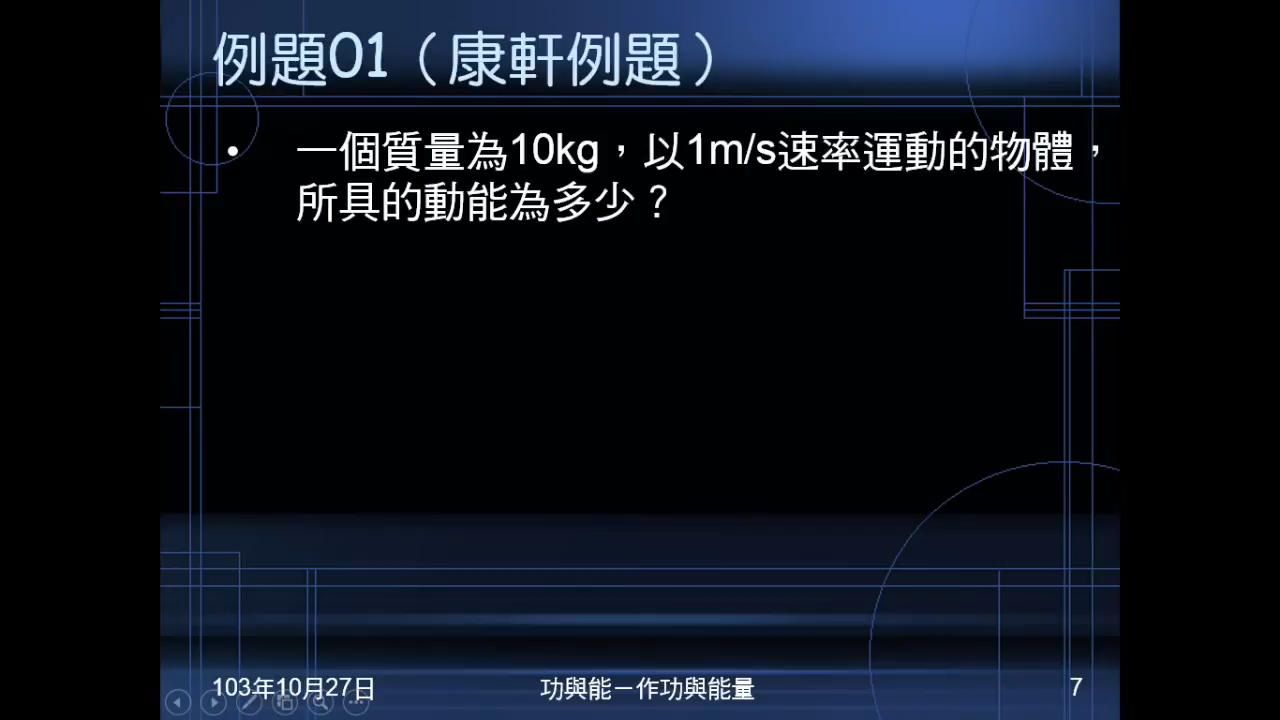 例題01（康軒例題）
• 一個質量為10kg，以1m/s速率運動的物體，
所具的動能為多少？
103年10月27日
功與能－作功與能量
7